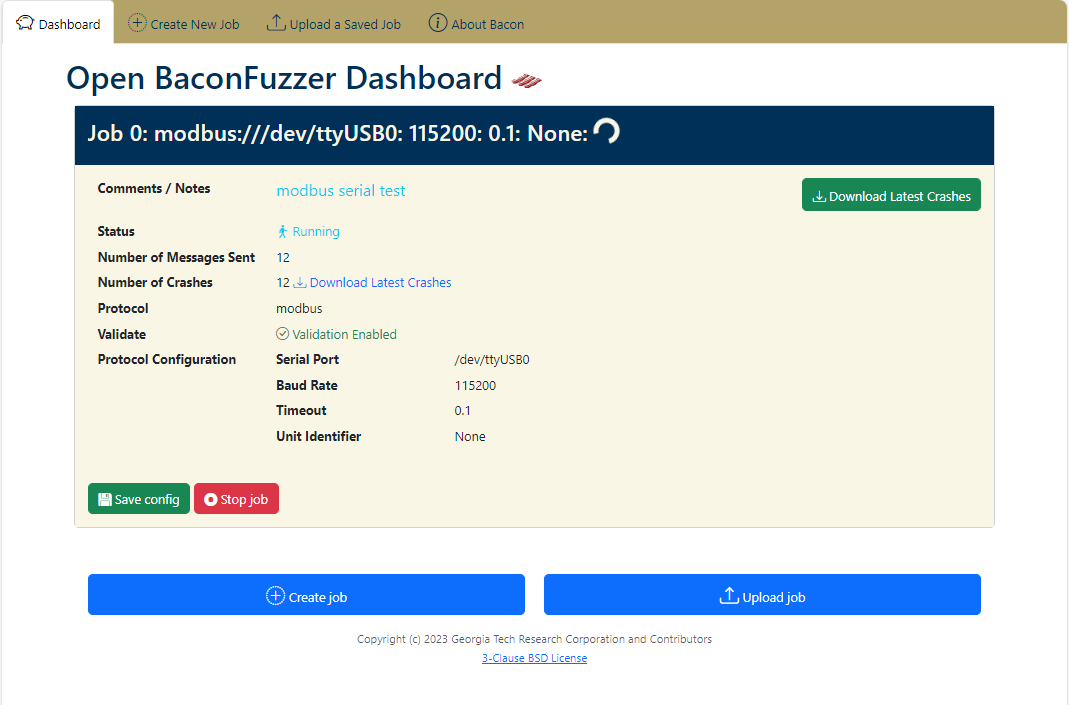 Dashboard Create New Job Upload a Saved Job About Bacon
Open BaconFuzzer Dashboard
Job 0: modbus:///dev/ttyUSB0: 115200: 0.1: None:
Comments / Notes modbus serial test Download Latest Crashes
Status Running
Number of Messages Sent 12
Number of Crashes 12 Download Latest Crashes
Protocol modbus
Validate Validation Enabled
Protocol Configuration Serial Port /dev/ttyUSB0
Baud Rate 115200
Timeout 0.1
Unit Identifier None
Save config Stop job
Create job Upload job
Copyright (c) 2023 Georgia Tech Research Corporation and Contributors
3-Clause BSD License